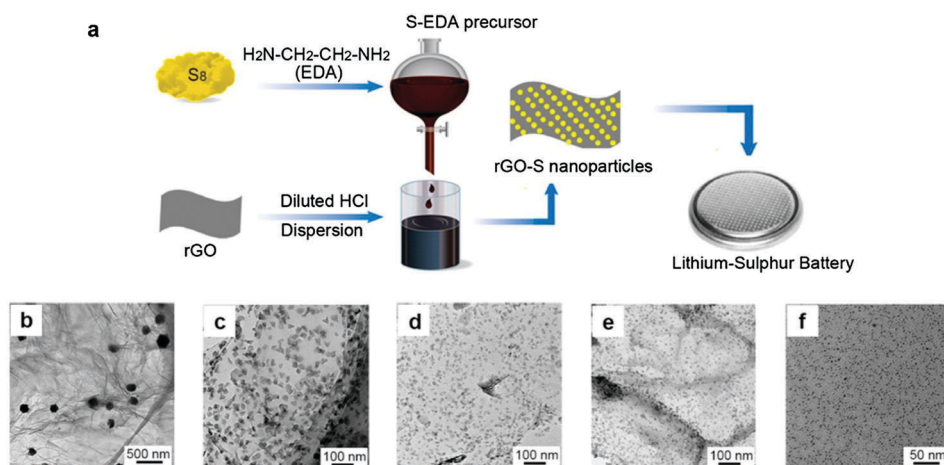 a
S-EDA precursor
H2N-CH2-CH2-NH2
(EDA)
S8
rGO-S nanoparticles
Diluted HCl
Dispersion
rGO
Lithium-Sulphur Battery
b
500 nm
c
100 nm
d
100 nm
e
100 nm
f
50 nm